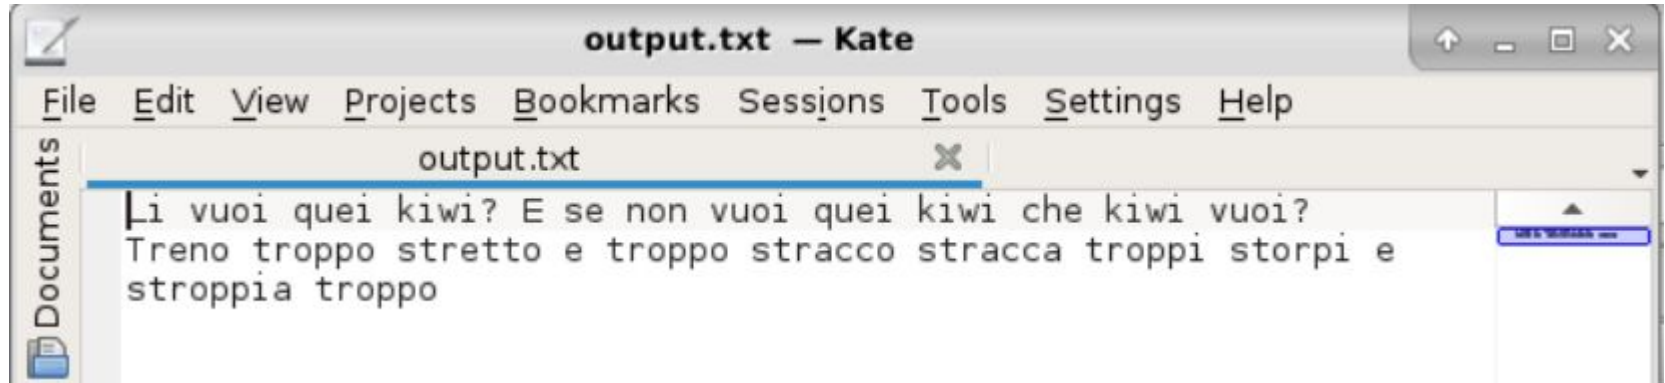 output.txt — Kate
File Edit View Projects Bookmarks Sessions Tools Settings Help
output.txt
Documents
Li vuoi quei kiwi? E se non vuoi quei kiwi che kiwi vuoi?
Treno troppo stretto e troppo stracco stracca troppi storpi e
stroppia troppo